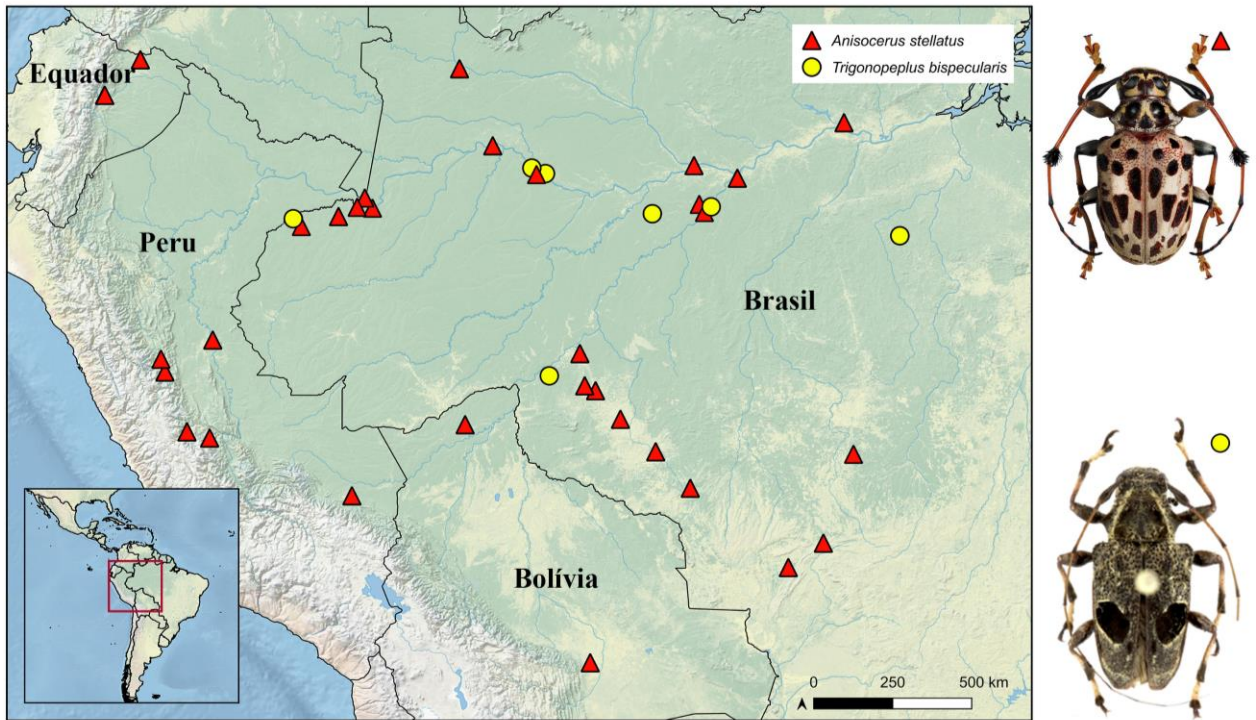 Anisocerus stellatus
Trigonopeplus bispecularis
Equador
Peru
Brasil
Bolívia
0 250 500 km